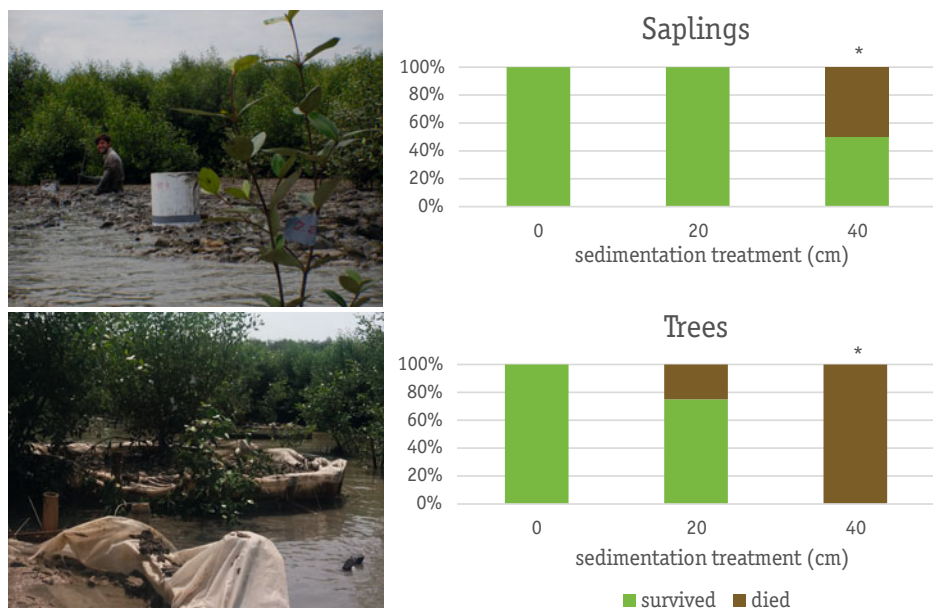 Saplings
*
100%
80%
60%
40%
20%
0%
0 20 40
sedimentation treatment (cm)
Trees
*
100%
80%
60%
40%
20%
0%
0 20 40
sedimentation treatment (cm)
survived died